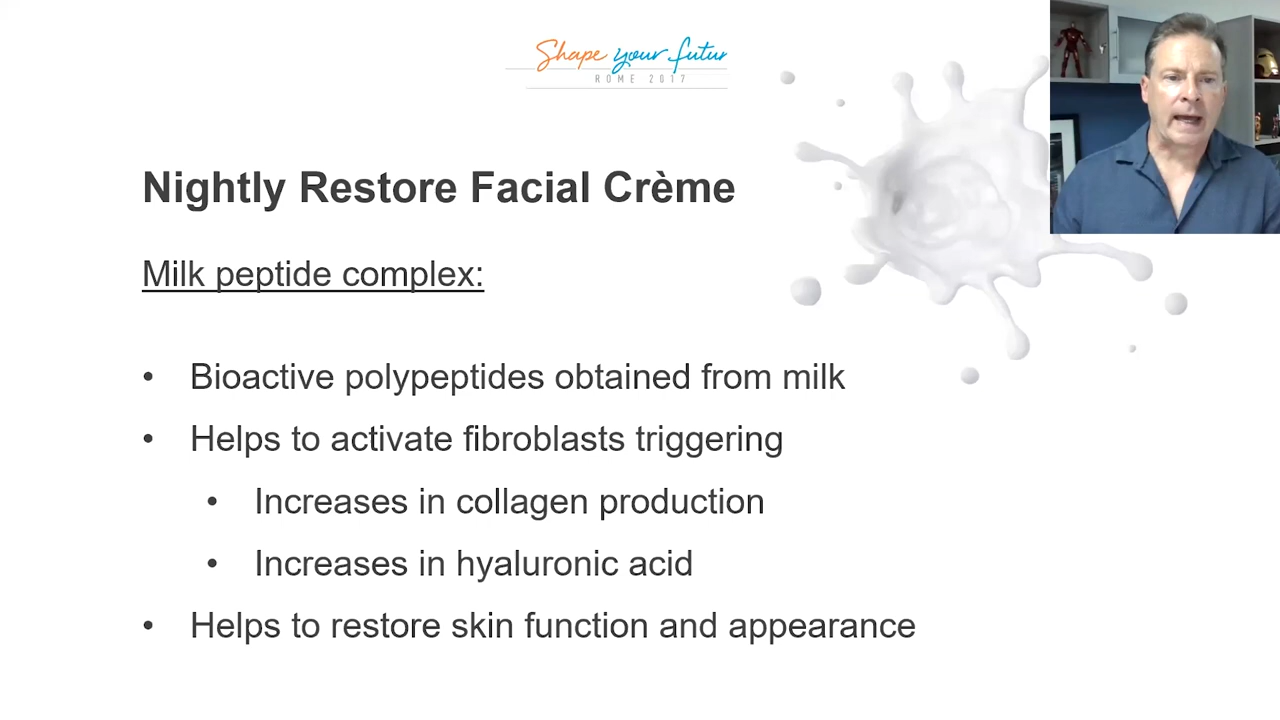 Shape your futur
ROME 2017
Nightly Restore Facial Crème
Milk peptide complex:
• Bioactive polypeptides obtained from milk
• Helps to activate fibroblasts triggering
• Increases in collagen production
• Increases in hyaluronic acid
• Helps to restore skin function and appearance